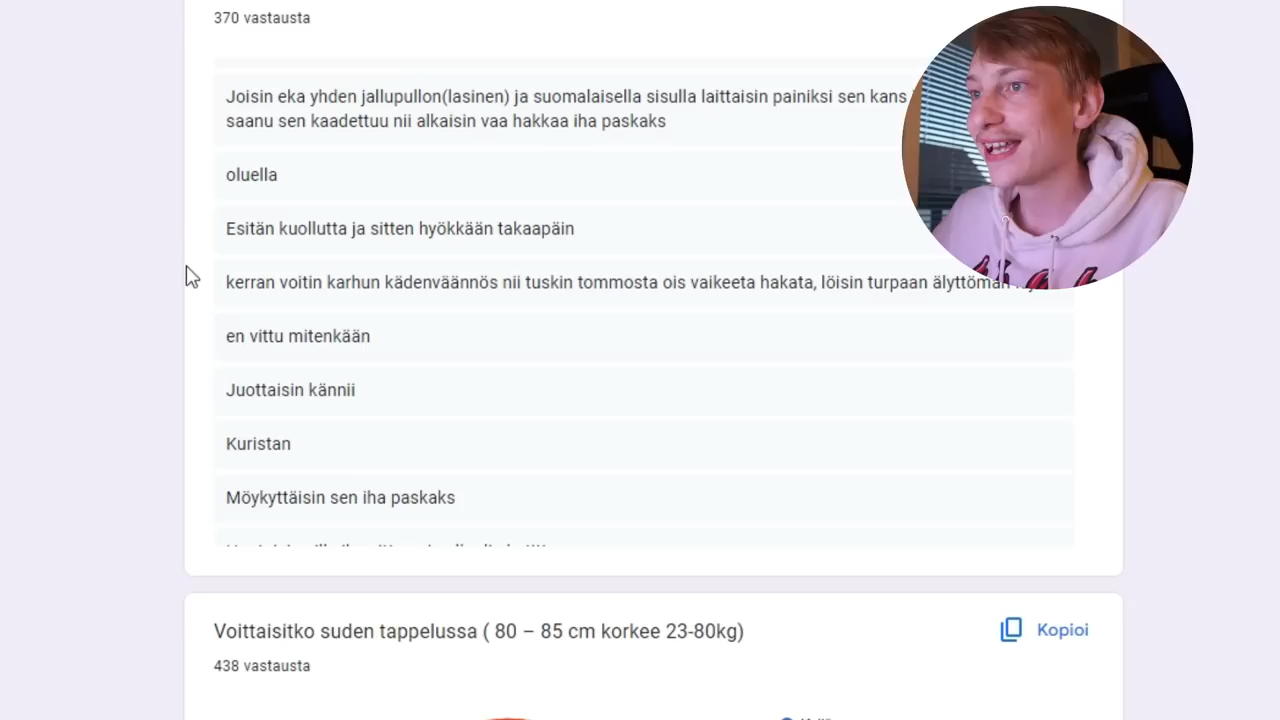 370 vastausta
Joisin eka yhden jallupullon(lasinen) ja suomalaisella sisulla laittaisin painiksi sen kans
saanu sen kaadettuu nii alkaisin vaa hakkaa iha paskaks
oluella
Esitän kuollutta ja sitten hyökkään takaapäin
kerran voitin karhun kädenväännös nii tuskin tommosta ois vaikeeta hakata, löisin turpaan älyttömän
en vittu mitenkään
Juottaisin kännii
Kuristan
Möykyttäisin sen iha paskaks
Voittaisitko suden tappelussa ( 80 – 85 cm korkee 23-80kg)
Kopioi
438 vastausta